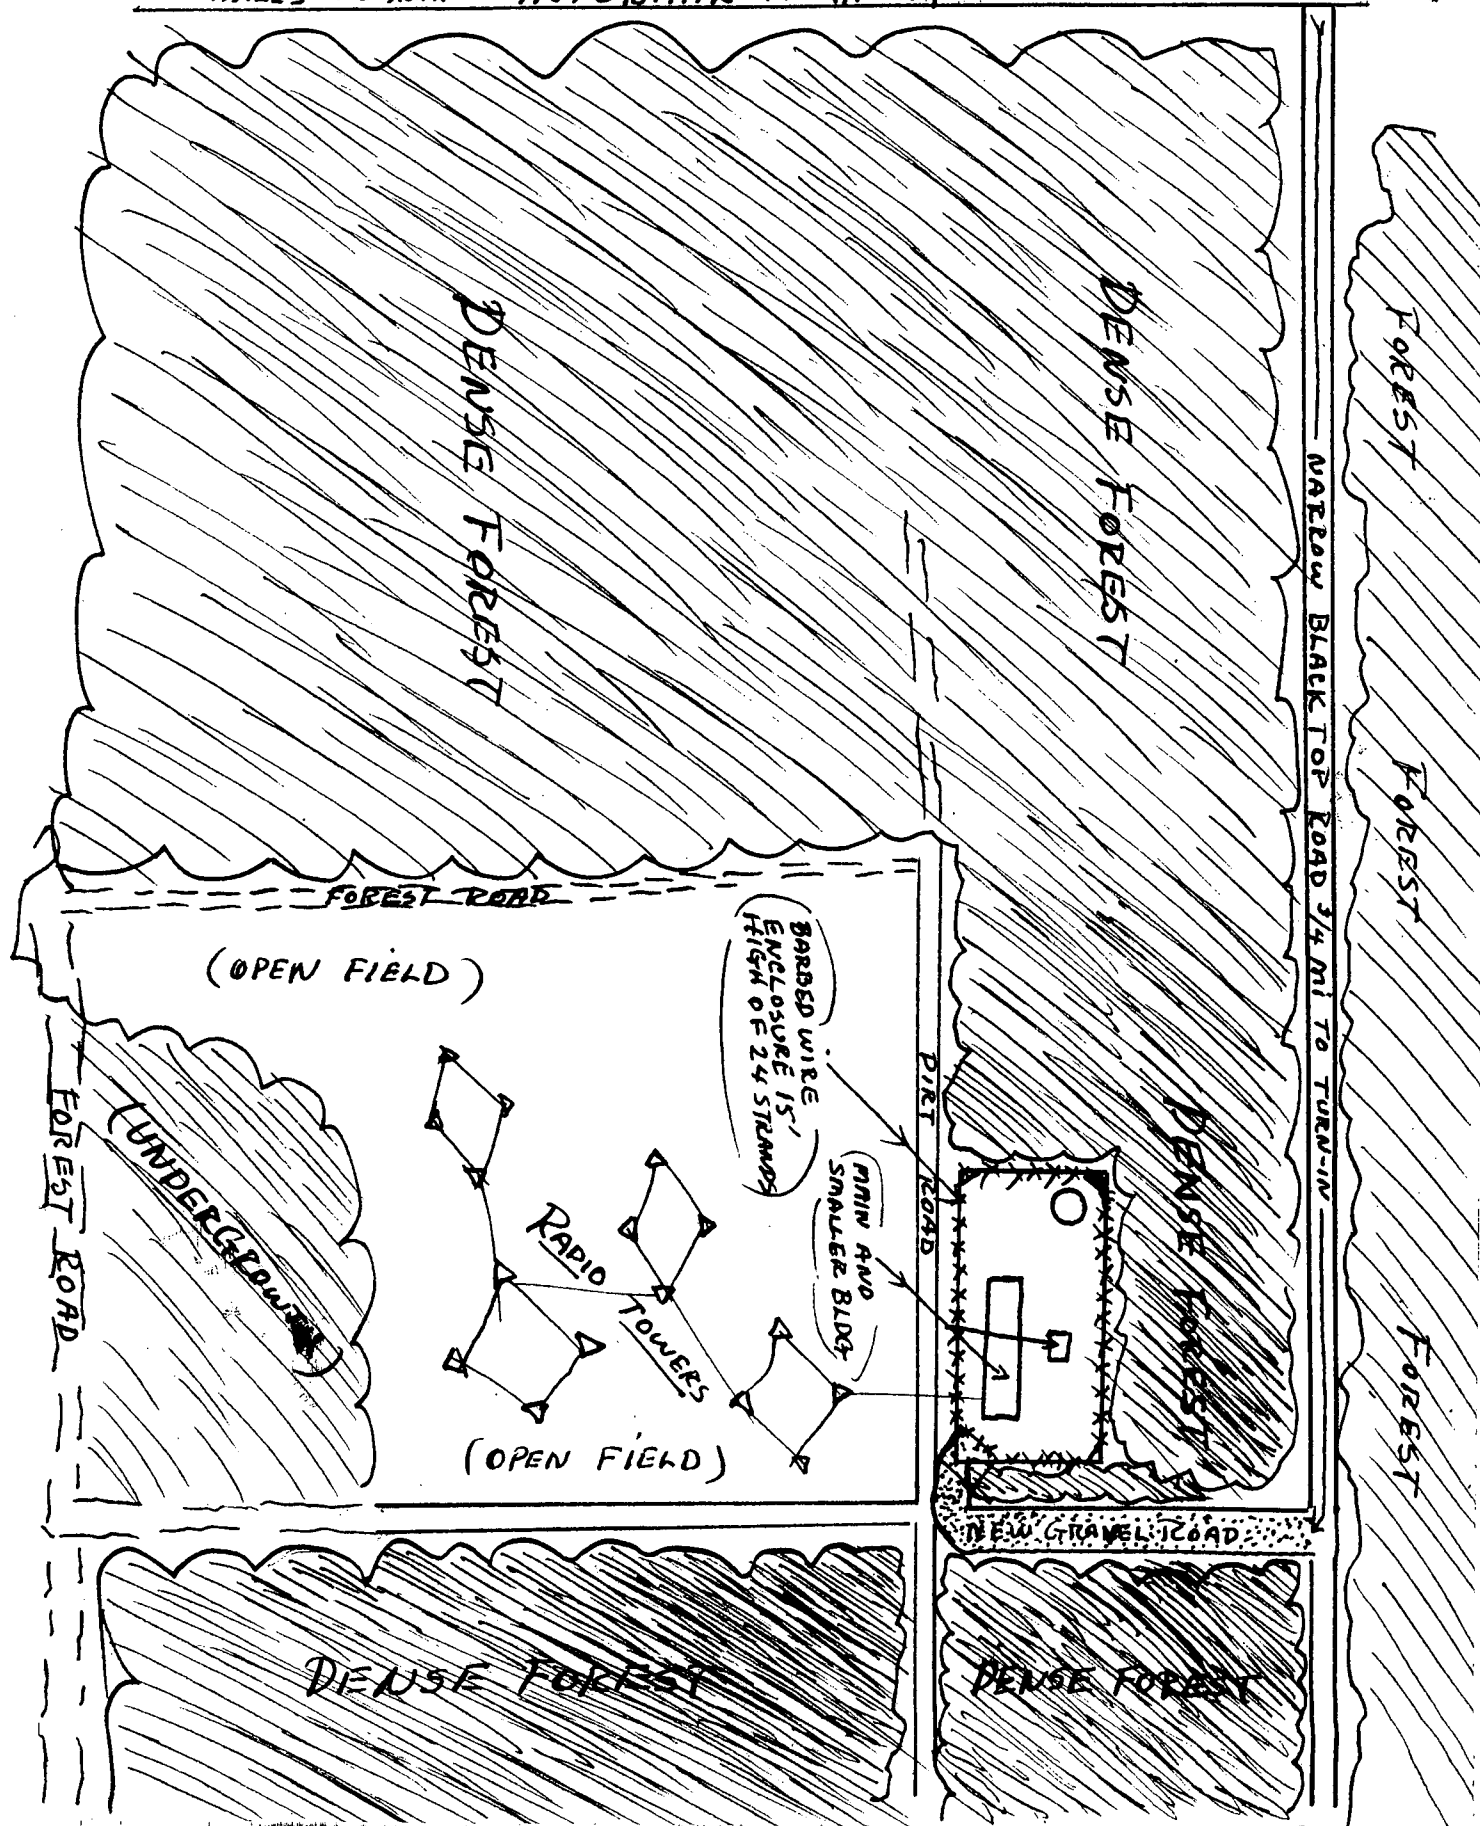 DENSE FOREST
DENSE FOREST
FOREST
NARROW BLACK TOP ROAD 3/4 Mi TO TURN-IN
FOREST
FOREST ROAD
(OPEN FIELD)
BARBED WIRE
ENCLOSURE 15'
HIGH OF 24 STRANDS
DIRT ROAD
DENSE FOREST
MAIN AND
SMALLER BLDG
RADIO
TOWERS
(UNDERGROWTH)
FOREST ROAD
FOREST
(OPEN FIELD)
NEW GRAVEL ROAD
DENSE FOREST
DENSE FOREST